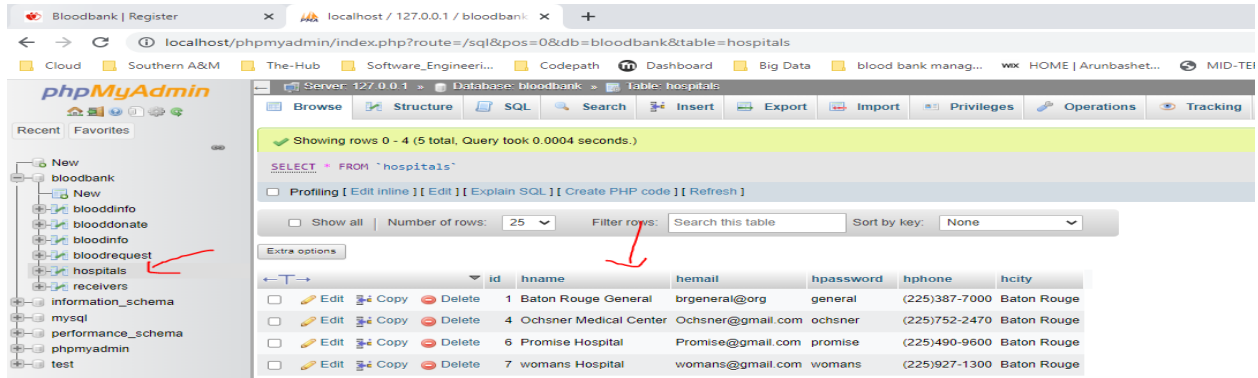 Bloodbank | Register
localhost / 127.0.0.1 / bloodbank
localhost/phpmyadmin/index.php?route=/sql&pos=0&db=bloodbank&table=hospitals
Cloud Southern A&M The-Hub Software_Engineeri... Codepath Dashboard Big Data blood bank manag... WIX HOME | Arunbashet... MID-TER
phpMyAdmin
Recent Favorites
New
bloodbank
New
blooddinfo
blooddonate
bloodinfo
bloodrequest
hospitals
receivers
information_schema
mysql
performance_schema
phpmyadmin
test
Server: 127.0.0.1 » Database: bloodbank » Table: hospitals
Browse Structure SQL Search Insert Export Import Privileges Operations Tracking
Showing rows 0 - 4 (5 total, Query took 0.0004 seconds.)
SELECT * FROM `hospitals`
Profiling [ Edit inline ] [ Edit ] [ Explain SQL ] [ Create PHP code ] [ Refresh ]
Show all | Number of rows: 25 Filter rows: Search this table Sort by key: None
Extra options
id hname hemail hpassword hphone hcity
Edit Copy Delete 1 Baton Rouge General brgeneral@org general (225)387-7000 Baton Rouge
Edit Copy Delete 4 Ochsner Medical Center Ochsner@gmail.com ochsner (225)752-2470 Baton Rouge
Edit Copy Delete 6 Promise Hospital Promise@gmail.com promise (225)490-9600 Baton Rouge
Edit Copy Delete 7 womans Hospital womans@gmail.com womans (225)927-1300 Baton Rouge